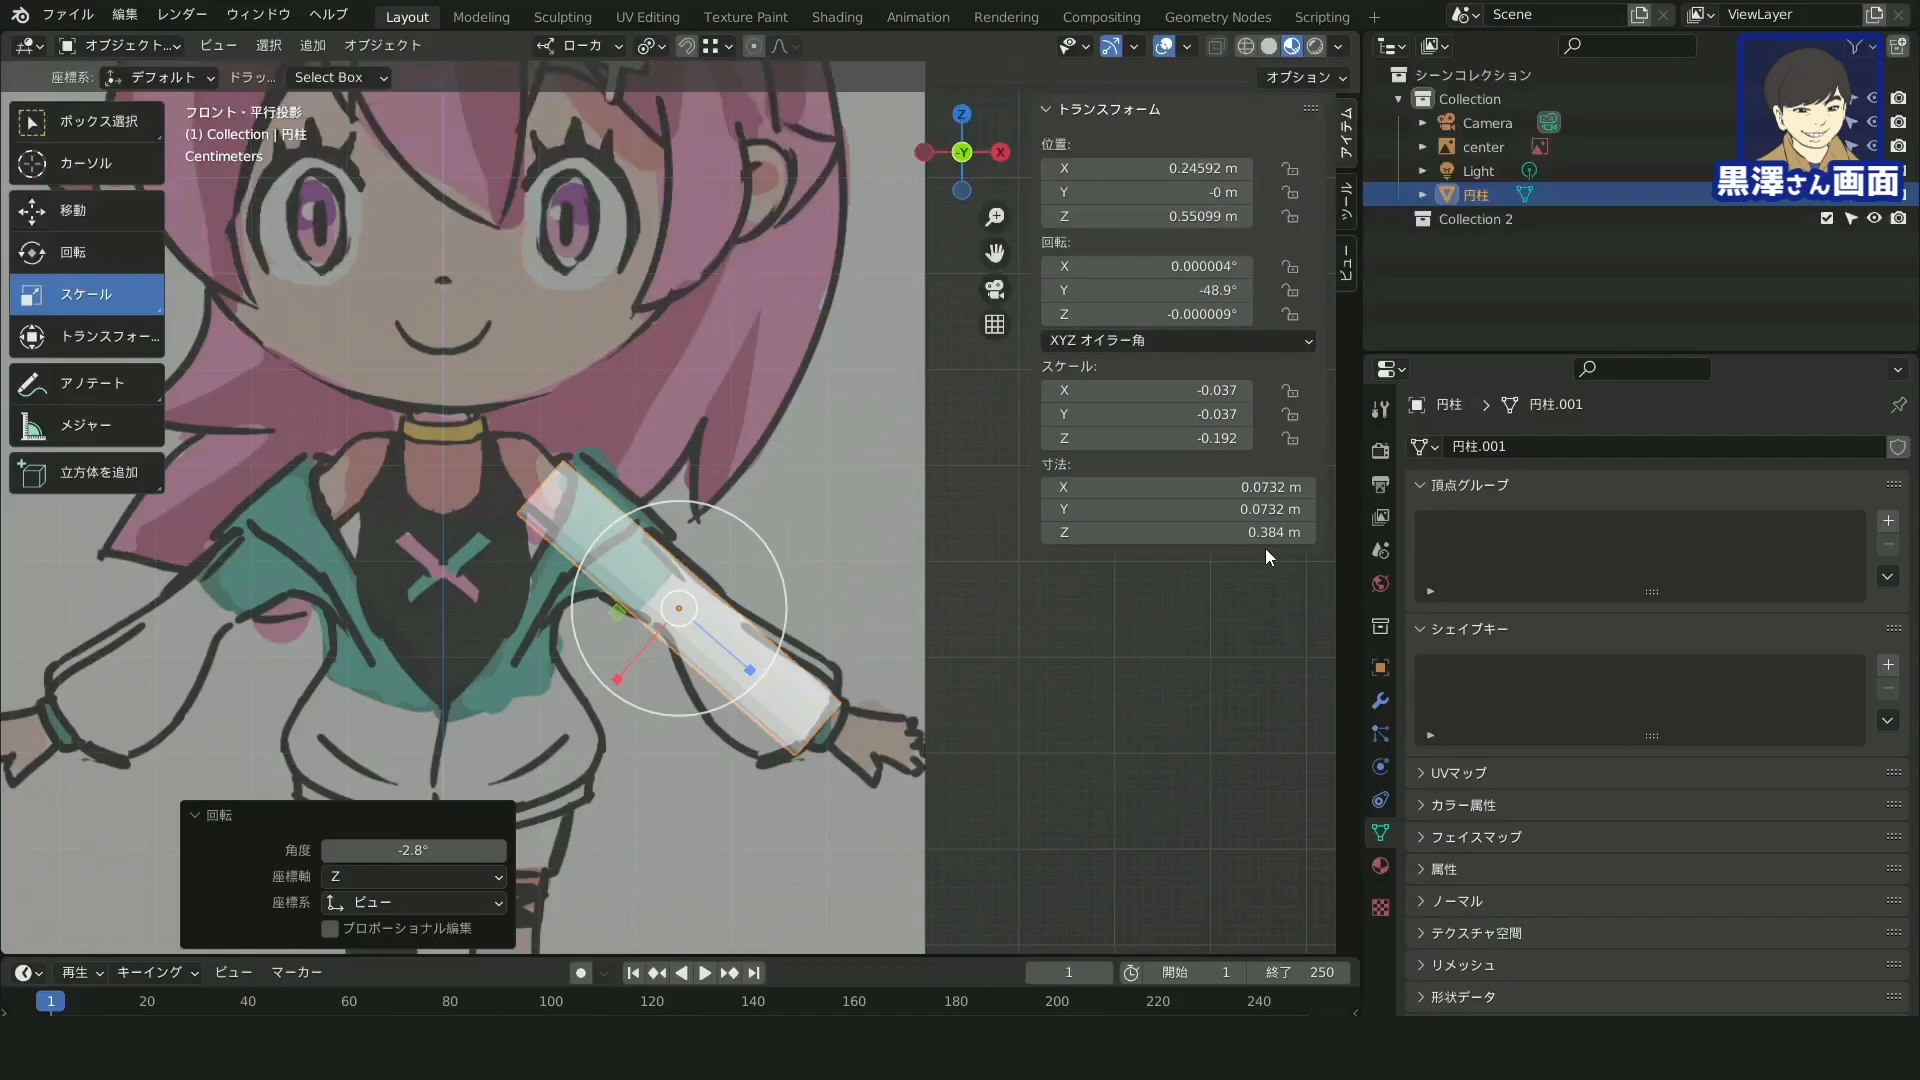 ファイル 編集 レンダー ウィンドウ ヘルプ Layout Modeling Sculpting UV Editing Texture Paint Shading Animation Rendering Compositing Geometry Nodes Scripting Scene ViewLayer
オブジェクト... ビュー 選択 追加 オブジェクト ローカ
座標系: デフォルト ドラッ... Select Box オプション
ボックス選択
カーソル
移動
回転
スケール
トランスフォー...
アノテート
メジャー
立方体を追加
フロント・平行投影
(1) Collection | 円柱
Centimeters
Z
-Y
X
トランスフォーム
位置:
X 0.24592 m
Y -0 m
Z 0.55099 m
回転:
X 0.000004°
Y -48.9°
Z -0.000009°
XYZ オイラー角
スケール:
X -0.037
Y -0.037
Z -0.192
寸法:
X 0.0732 m
Y 0.0732 m
Z 0.384 m
アイテム
ツール
ビュー
シーンコレクション
Collection
Camera
center
Light
円柱
Collection 2
黒澤さん画面
円柱 円柱.001
円柱.001
頂点グループ
シェイプキー
UVマップ
カラー属性
フェイスマップ
属性
ノーマル
テクスチャ空間
リメッシュ
形状データ
回転
角度 -2.8°
座標軸 Z
座標系 ビュー
プロポーショナル編集
再生 キーイング ビュー マーカー 1 開始 1 終了 250
1 20 40 60 80 100 120 140 160 180 200 220 240